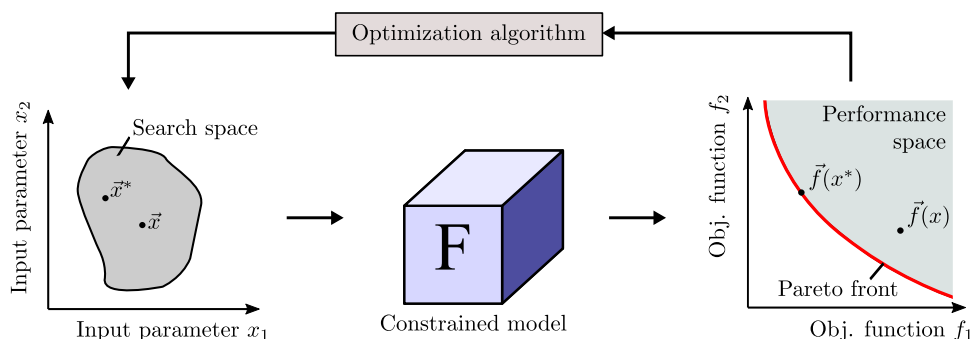 Optimization algorithm
Input parameter x₂
Search space
x⃗*
x⃗
Input parameter x₁
F
Constrained model
Obj. function f₂
Performance
space
f⃗(x*)
f⃗(x)
Pareto front
Obj. function f₁